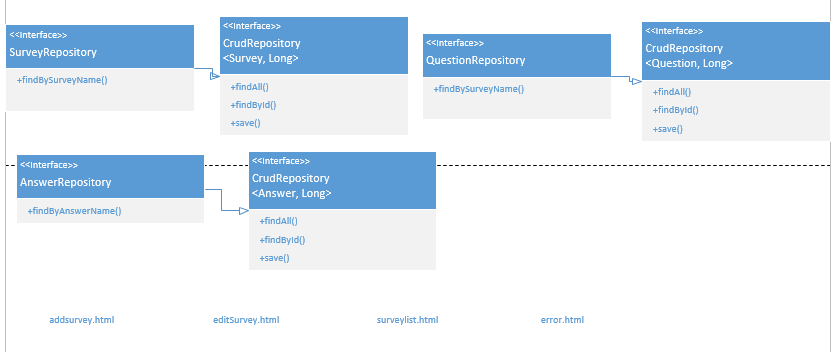 <<Interface>>
SurveyRepository
+findBySurveyName()
<<Interface>>
CrudRepository
<Survey, Long>
+findAll()
+findById()
+save()
<<Interface>>
QuestionRepository
+findBySurveyName()
<<Interface>>
CrudRepository
<Question, Long>
+findAll()
+findById()
+save()
<<Interface>>
AnswerRepository
+findByAnswerName()
<<Interface>>
CrudRepository
<Answer, Long>
+findAll()
+findById()
+save()
addsurvey.html
editSurvey.html
surveylist.html
error.html